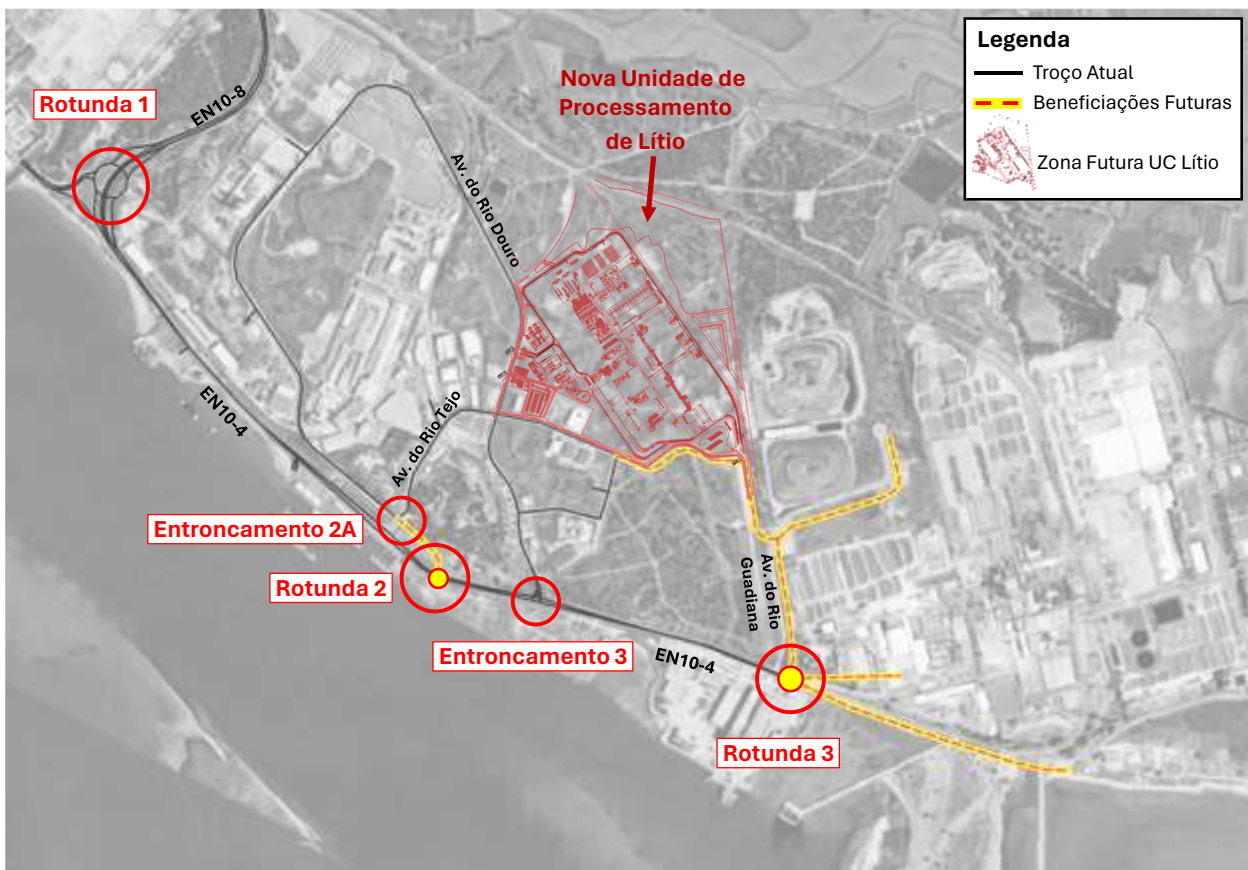 Legenda
Troço Atual
Beneficiações Futuras
Zona Futura UC Lítio
Nova Unidade de
Processamento
de Lítio
Rotunda 1
EN10-8
Av. do Rio Douro
EN10-4
Av. do Rio Tejo
Entroncamento 2A
Rotunda 2
Entroncamento 3
EN10-4
Av. do Rio
Guadiana
Rotunda 3